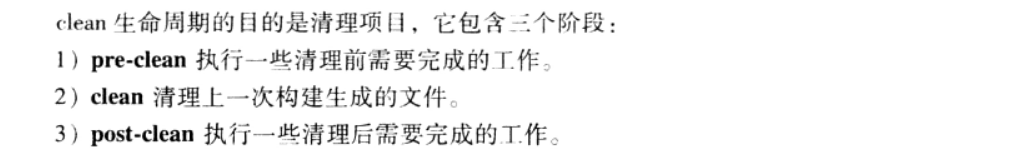 clean 生命周期的目的是清理项目，它包含三个阶段：
1）pre-clean 执行一些清理前需要完成的工作。
2）clean 清理上一次构建生成的文件。
3）post-clean 执行一些清理后需要完成的工作。